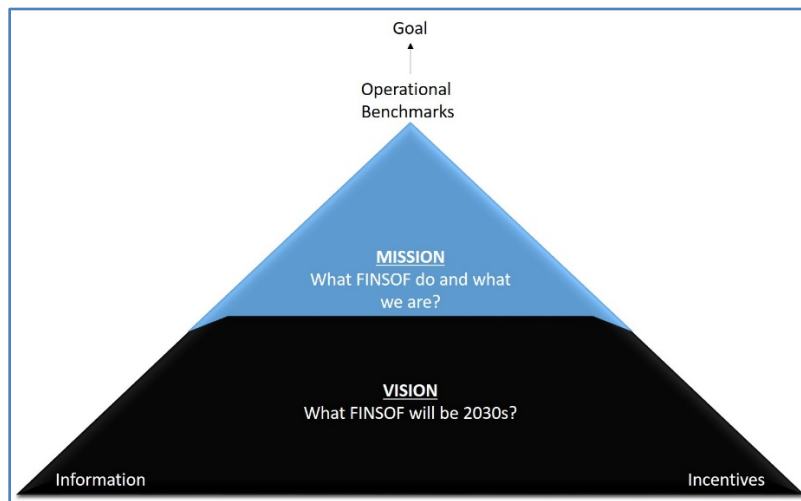 Goal
Operational
Benchmarks
MISSION
What FINSOF do and what
we are?
VISION
What FINSOF will be 2030s?
Information
Incentives